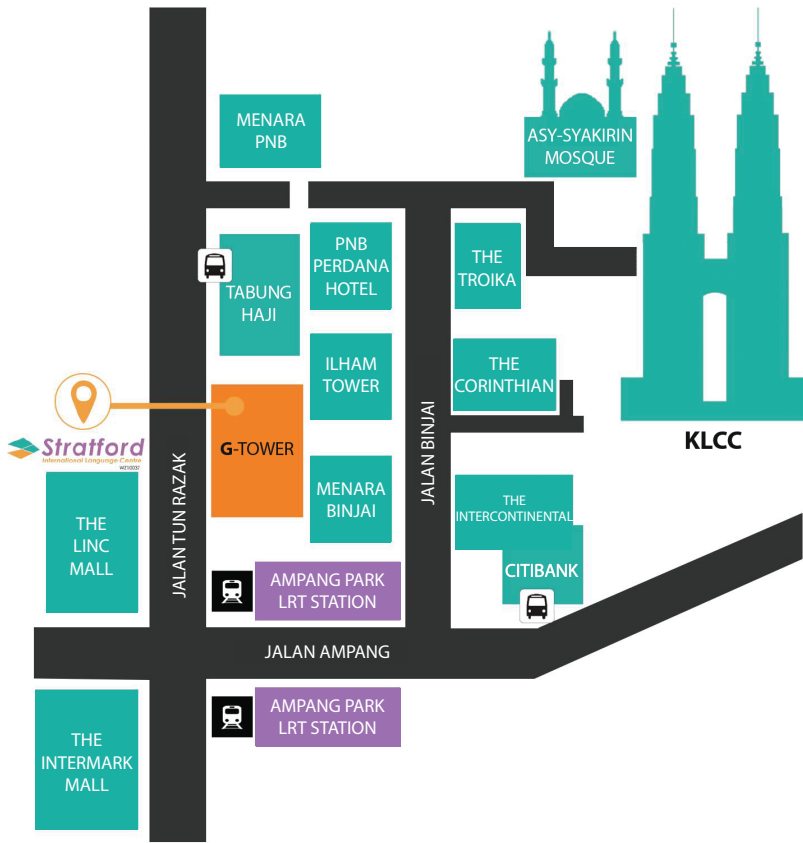 MENARA
PNB
ASY-SYAKIRIN
MOSQUE
PNB
PERDANA
HOTEL
THE
TROIKA
TABUNG
HAJI
ILHAM
TOWER
THE
CORINTHIAN
Stratford
International Language Centre
W210037
G-TOWER
KLCC
JALAN TUN RAZAK
JALAN BINJAI
MENARA
BINJAI
THE
INTERCONTINENTAL
THE
LINC
MALL
CITIBANK
AMPANG PARK
LRT STATION
JALAN AMPANG
AMPANG PARK
LRT STATION
THE
INTERMARK
MALL